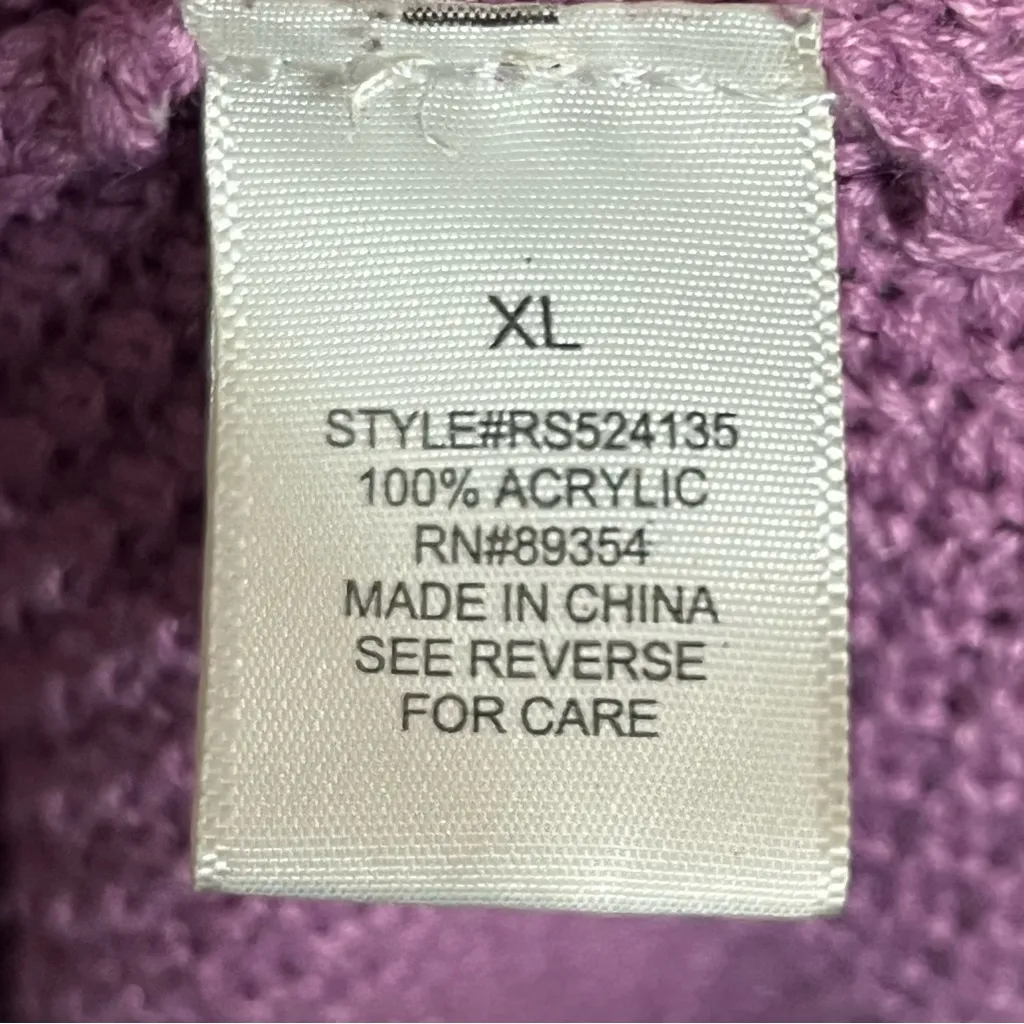 XL
STYLE#RS524135
100% ACRYLIC
RN#89354
MADE IN CHINA
SEE REVERSE
FOR CARE